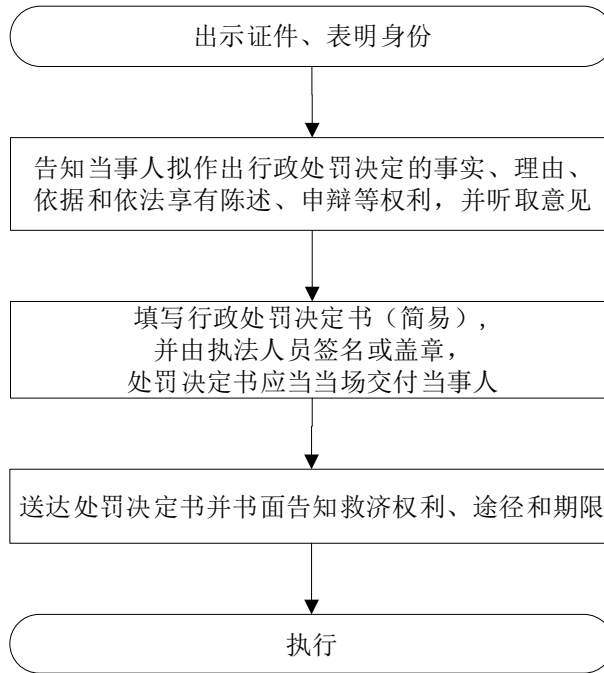 出示证件、表明身份
告知当事人拟作出行政处罚决定的事实、理由、
依据和依法享有陈述、申辩等权利，并听取意见
填写行政处罚决定书（简易），
并由执法人员签名或盖章，
处罚决定书应当当场交付当事人
送达处罚决定书并书面告知救济权利、途径和期限
执行